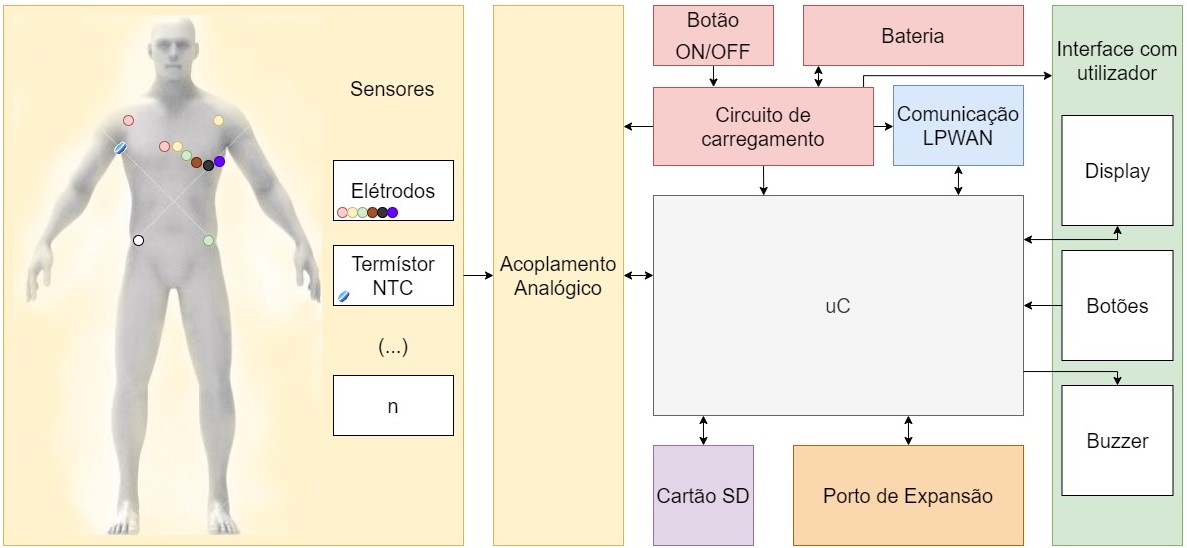 Sensores
Elétrodos
Termístor
NTC
(...)
n
Acoplamento
Analógico
Botão
ON/OFF
Bateria
Circuito de
carregamento
Comunicação
LPWAN
uC
Cartão SD
Porto de Expansão
Interface com
utilizador
Display
Botões
Buzzer